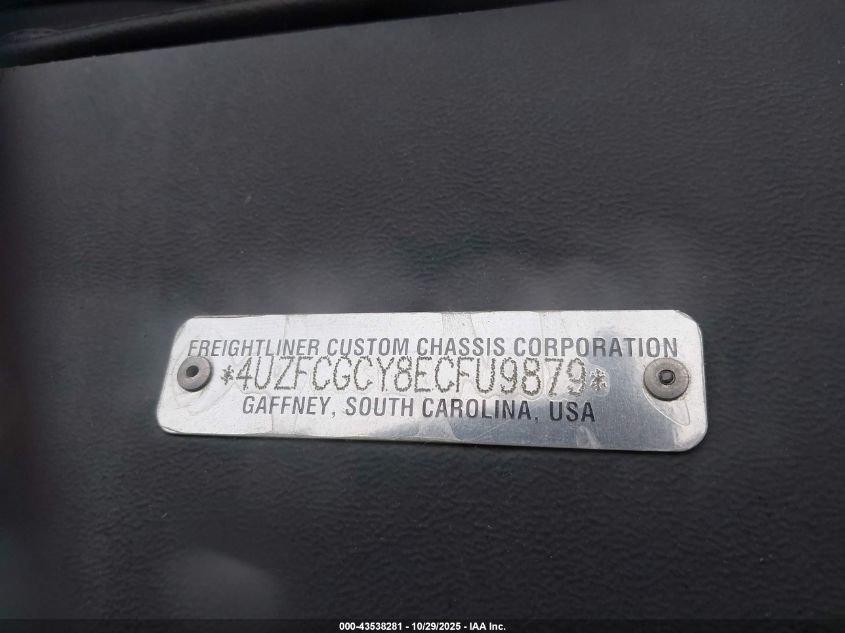 FREIGHTLINER CUSTOM CHASSIS CORPORATION
*4UZFCGCY8ECFU9879*
GAFFNEY, SOUTH CAROLINA, USA
000-43538281 - 10/29/2025 - IAA Inc.